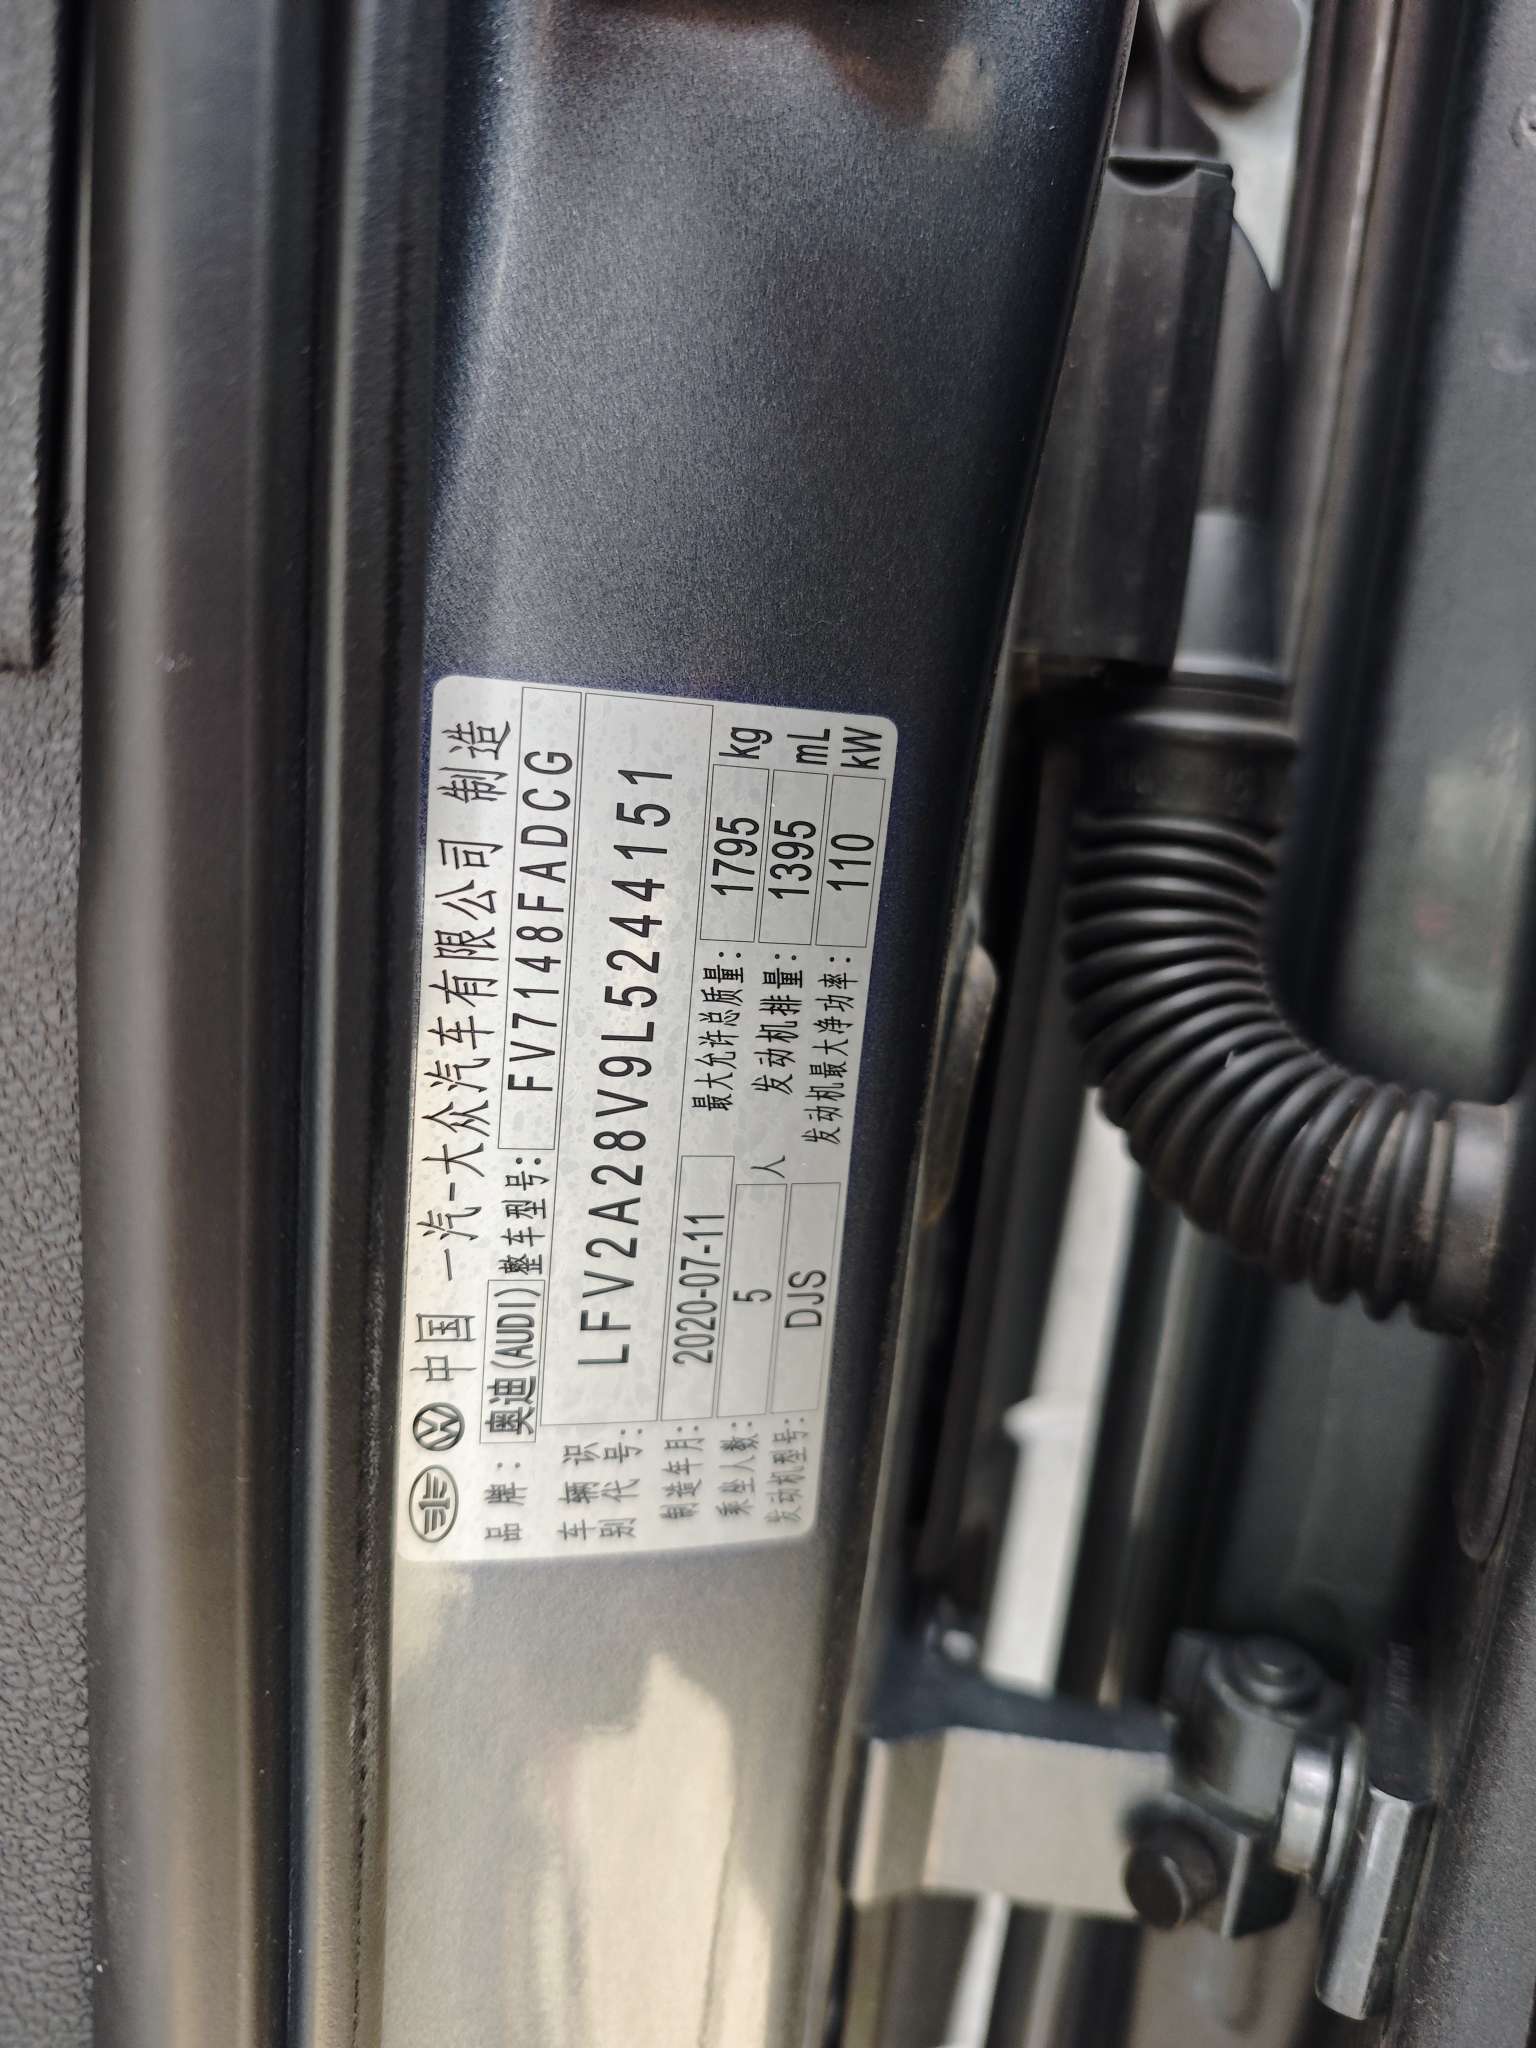 中国 一汽-大众汽车有限公司 制造
品牌: 奥迪(AUDI) 整车型号: FV7148FADCG
车辆识别代号: LFV2A28V9L5244151
制造年月: 2020-07-11 最大允许总质量: 1795 kg
乘坐人数: 5 人 发动机排量: 1395 mL
发动机型号: DJS 发动机最大净功率: 110 kW